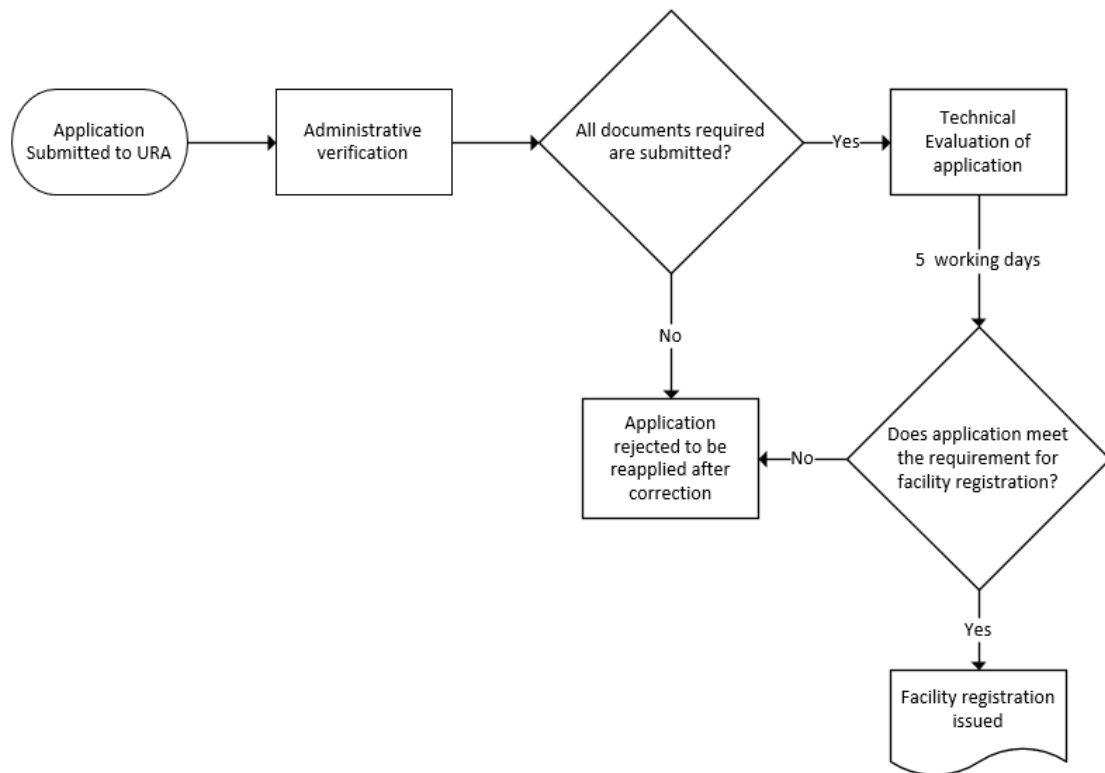 Application
Submitted to URA
Administrative
verification
All documents required
are submitted?
Yes
Technical
Evaluation of
application
5 working days
No
Application
rejected to be
reapplied after
correction
No
Does application meet
the requirement for
facility registration?
Yes
Facility registration
issued